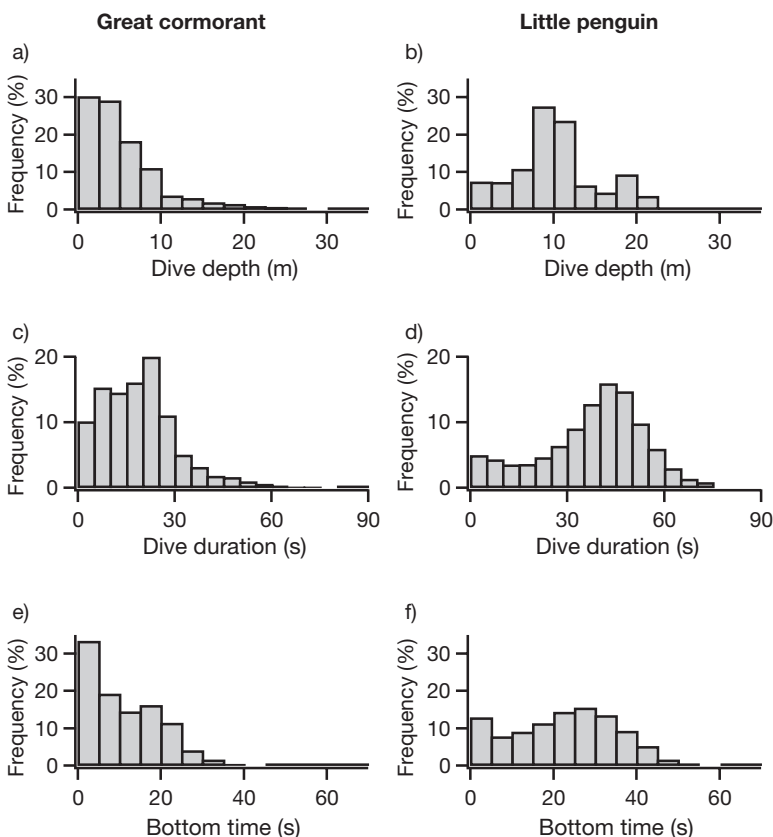 Great cormorant
Little penguin
a)
b)
Frequency (%)
30
20
10
0
0 10 20 30
Dive depth (m)
Frequency (%)
30
20
10
0
0 10 20 30
Dive depth (m)
c)
d)
Frequency (%)
20
10
0
0 30 60 90
Dive duration (s)
Frequency (%)
20
10
0
0 30 60 90
Dive duration (s)
e)
f)
Frequency (%)
30
20
10
0
0 20 40 60
Bottom time (s)
Frequency (%)
30
20
10
0
0 20 40 60
Bottom time (s)